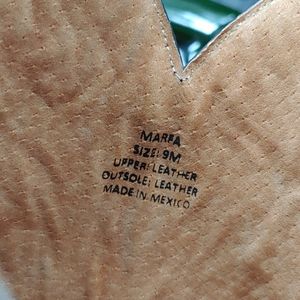 MARFA
SIZE: 9M
UPPER: LEATHER
OUTSOLE: LEATHER
MADE IN MEXICO